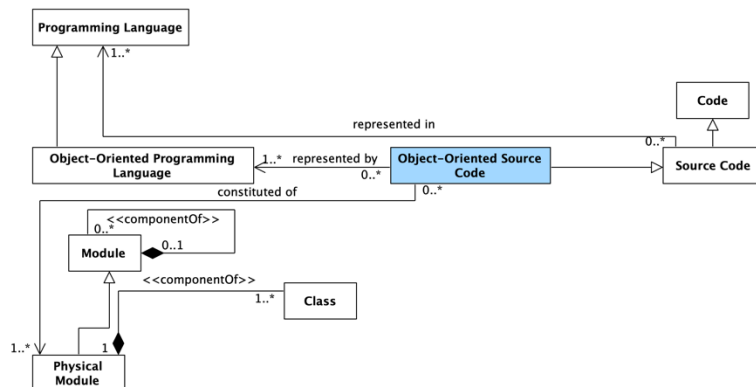 Programming Language
1..*
Code
represented in
0..*
Object-Oriented Programming
Language
1..*
represented by
0..*
Object-Oriented Source
Code
Source Code
constituted of
0..*
<<componentOf>>
0..*
0..1
Module
<<componentOf>>
1..*
Class
1..*
1
Physical
Module